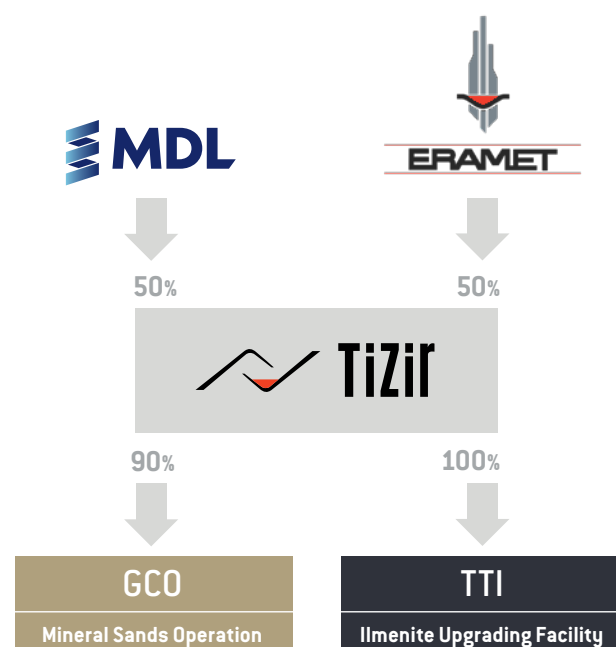 MDL
ERAMET
50%
50%
TiZir
90%
100%
GCO
TTI
Mineral Sands Operation
Ilmenite Upgrading Facility